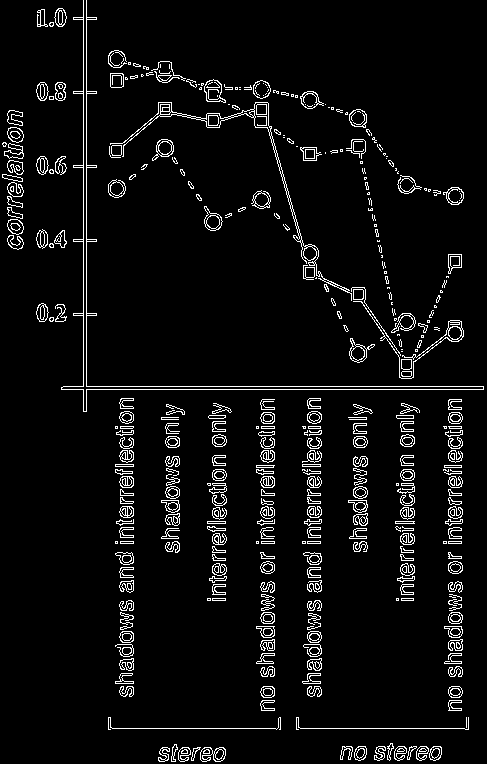 1.0
0.8
0.6
0.4
0.2
correlation
shadows and interreflection
shadows only
interreflection only
no shadows or interreflection
shadows and interreflection
shadows only
interreflection only
no shadows or interreflection
stereo
no stereo